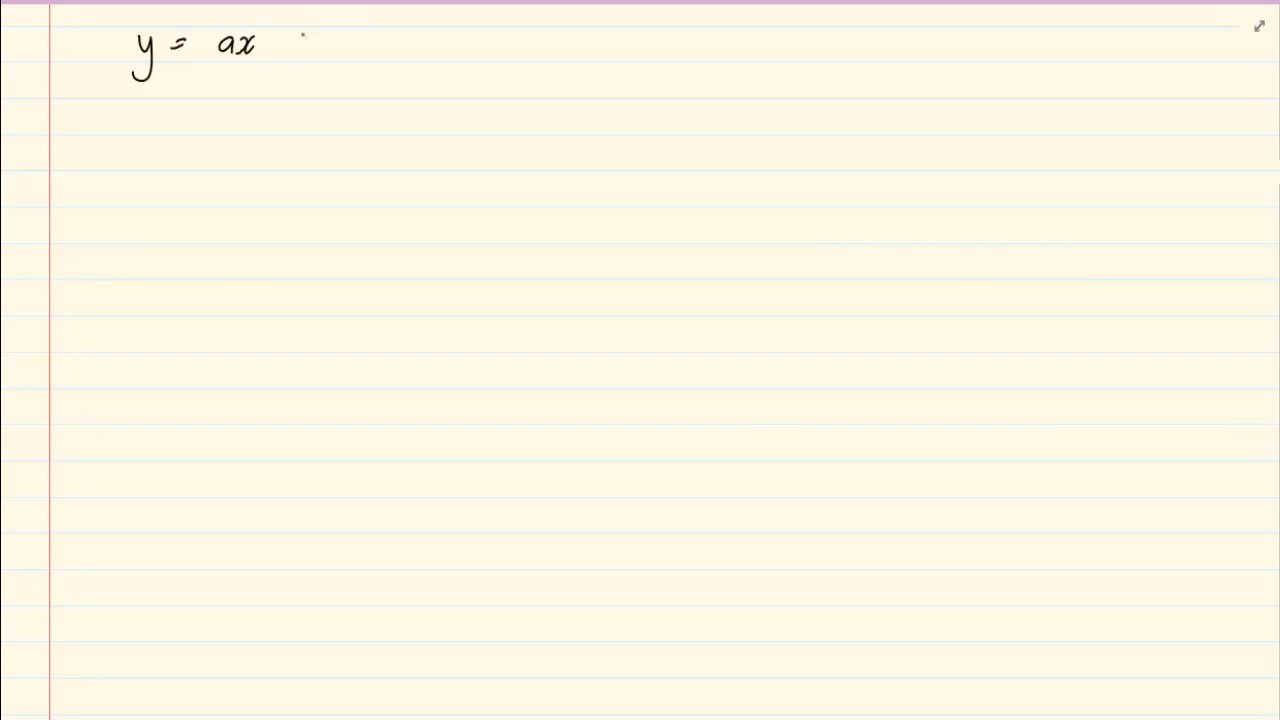 y = ax